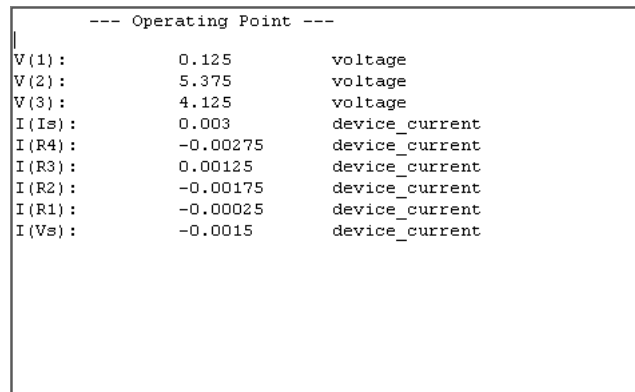 --- Operating Point ---
V(1): 0.125 voltage
V(2): 5.375 voltage
V(3): 4.125 voltage
I(Is): 0.003 device_current
I(R4): -0.00275 device_current
I(R3): 0.00125 device_current
I(R2): -0.00175 device_current
I(R1): -0.00025 device_current
I(Vs): -0.0015 device_current